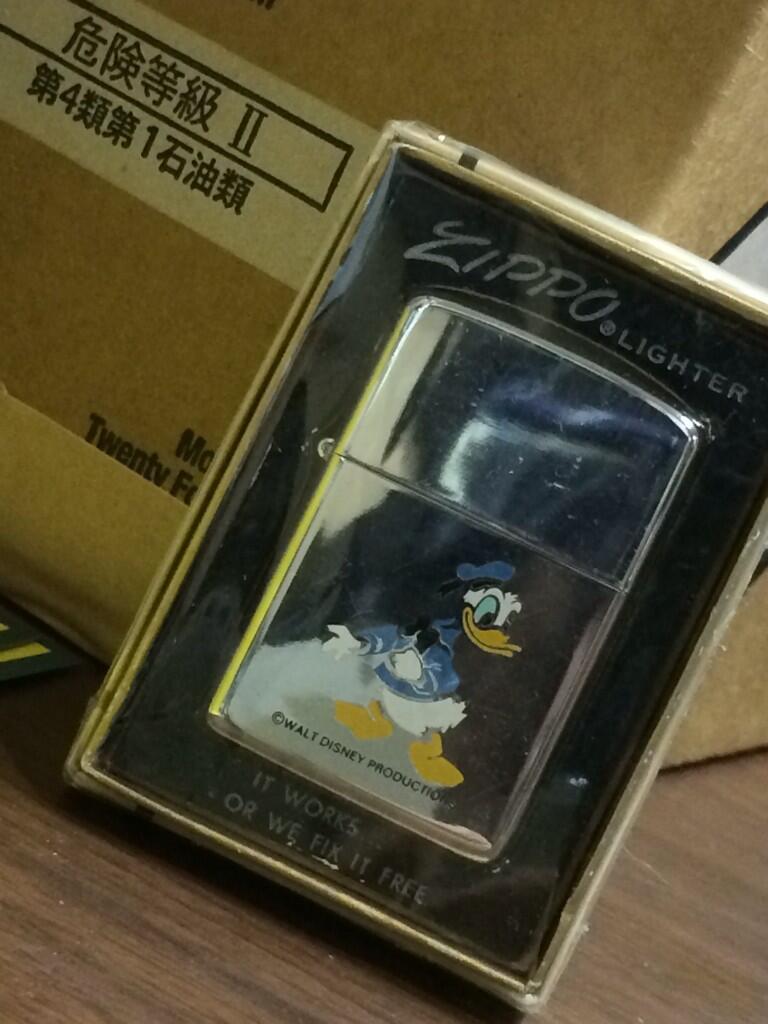 危険等級 Ⅱ
第4類第1石油類
ZIPPO® LIGHTER
Twenty
©WALT DISNEY PRODUCTIONS
IT WORKS
OR WE FIX IT FREE